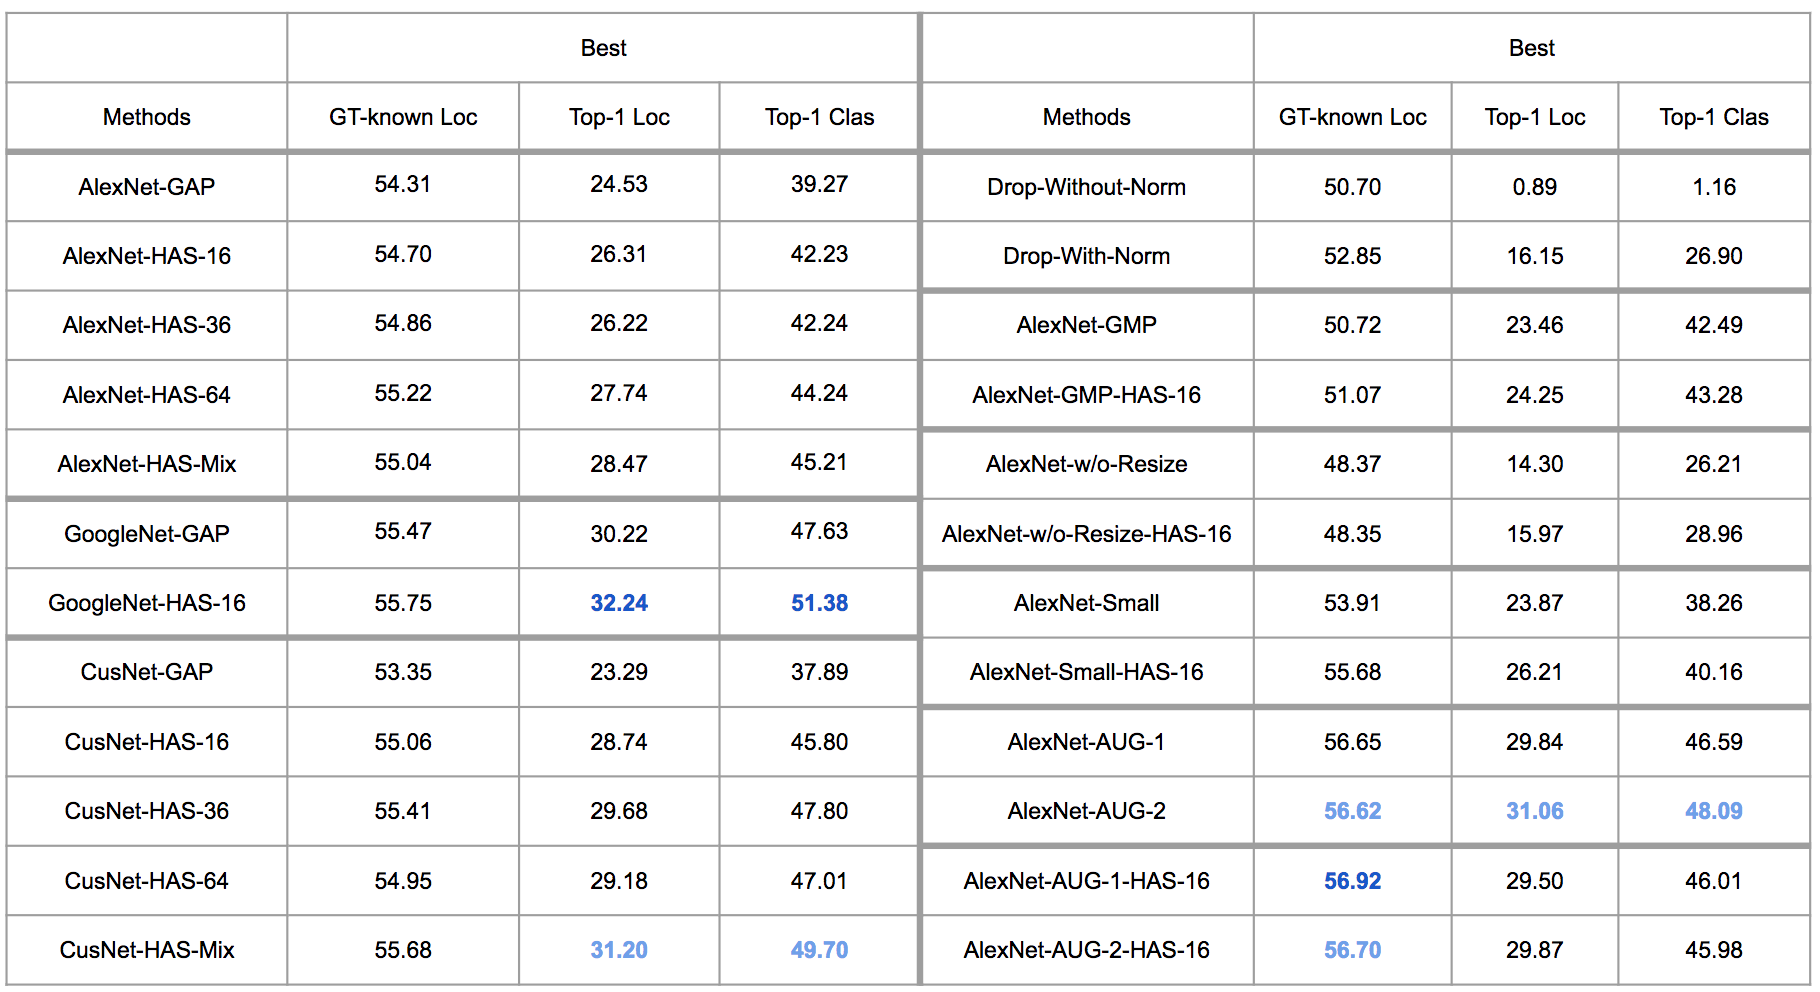 Best Best
Methods GT-known Loc Top-1 Loc Top-1 Clas Methods GT-known Loc Top-1 Loc Top-1 Clas
AlexNet-GAP 54.31 24.53 39.27 Drop-Without-Norm 50.70 0.89 1.16
AlexNet-HAS-16 54.70 26.31 42.23 Drop-With-Norm 52.85 16.15 26.90
AlexNet-HAS-36 54.86 26.22 42.24 AlexNet-GMP 50.72 23.46 42.49
AlexNet-HAS-64 55.22 27.74 44.24 AlexNet-GMP-HAS-16 51.07 24.25 43.28
AlexNet-HAS-Mix 55.04 28.47 45.21 AlexNet-w/o-Resize 48.37 14.30 26.21
GoogleNet-GAP 55.47 30.22 47.63 AlexNet-w/o-Resize-HAS-16 48.35 15.97 28.96
GoogleNet-HAS-16 55.75 32.24 51.38 AlexNet-Small 53.91 23.87 38.26
CusNet-GAP 53.35 23.29 37.89 AlexNet-Small-HAS-16 55.68 26.21 40.16
CusNet-HAS-16 55.06 28.74 45.80 AlexNet-AUG-1 56.65 29.84 46.59
CusNet-HAS-36 55.41 29.68 47.80 AlexNet-AUG-2 56.62 31.06 48.09
CusNet-HAS-64 54.95 29.18 47.01 AlexNet-AUG-1-HAS-16 56.92 29.50 46.01
CusNet-HAS-Mix 55.68 31.20 49.70 AlexNet-AUG-2-HAS-16 56.70 29.87 45.98